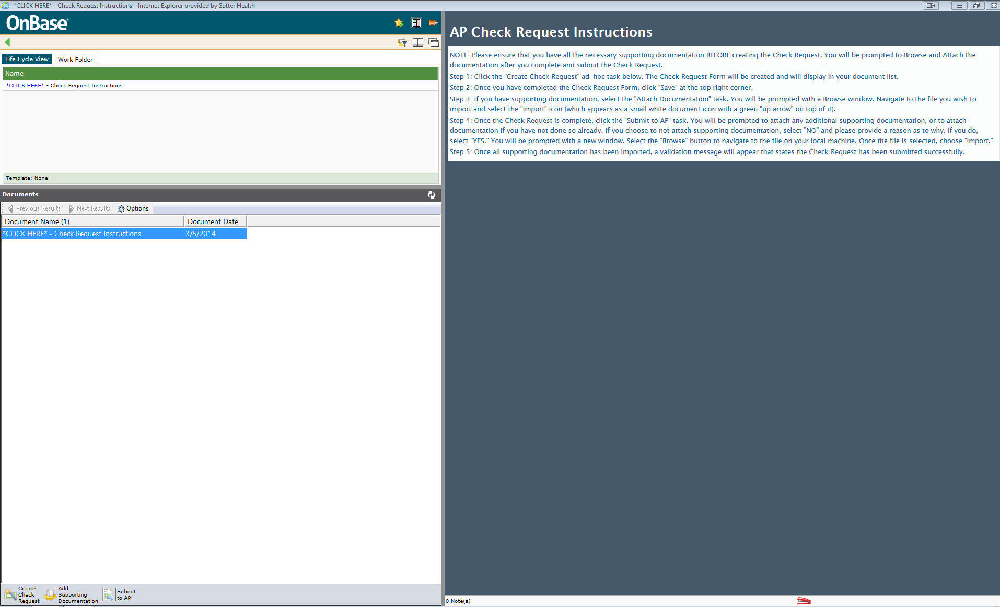 *CLICK HERE* - Check Request Instructions - Internet Explorer provided by Sutter Health
OnBase
Life Cycle View
Work Folder
Name
*CLICK HERE* - Check Request Instructions
Template: None
Documents
Previous Results
Next Results
Options
Document Name (1)
Document Date
*CLICK HERE* - Check Request Instructions
3/5/2014
Create
Check
Request
Add
Supporting
Documentation
Submit
to AP
AP Check Request Instructions
NOTE: Please ensure that you have all the necessary supporting documentation BEFORE creating the Check Request. You will be prompted to Browse and Attach the
documentation after you complete and submit the Check Request.
Step 1: Click the "Create Check Request" ad-hoc task below. The Check Request Form will be created and will display in your document list.
Step 2: Once you have completed the Check Request Form, click "Save" at the top right corner.
Step 3: If you have supporting documentation, select the "Attach Documentation" task. You will be prompted with a Browse window. Navigate to the file you wish to
import and select the "Import" icon (which appears as a small white document icon with a green "up arrow" on top of it).
Step 4: Once the Check Request is complete, click the "Submit to AP" task. You will be prompted to attach any additional supporting documentation, or to attach
documentation if you have not done so already. If you choose to not attach supporting documentation, select "NO" and please provide a reason as to why. If you do,
select "YES." You will be prompted with a new window. Select the "Browse" button to navigate to the file on your local machine. Once the file is selected, choose "Import."
Step 5: Once all supporting documentation has been imported, a validation message will appear that states the Check Request has been submitted successfully.
0 Note(s)